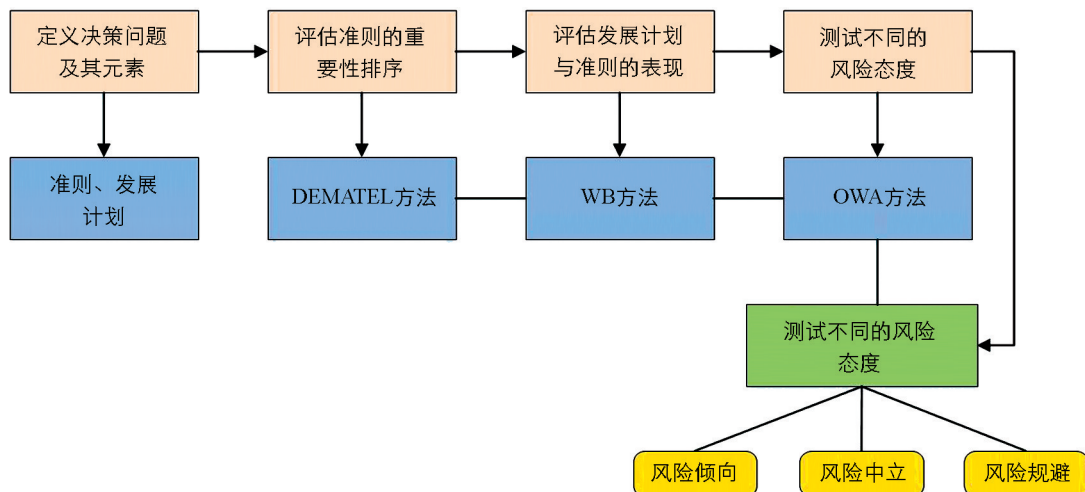 定义决策问题
及其元素
评估准则的重
要性排序
评估发展计划
与准则的表现
测试不同的
风险态度
准则、发展
计划
DEMATEL方法
WB方法
OWA方法
测试不同的风险
态度
风险倾向
风险中立
风险规避